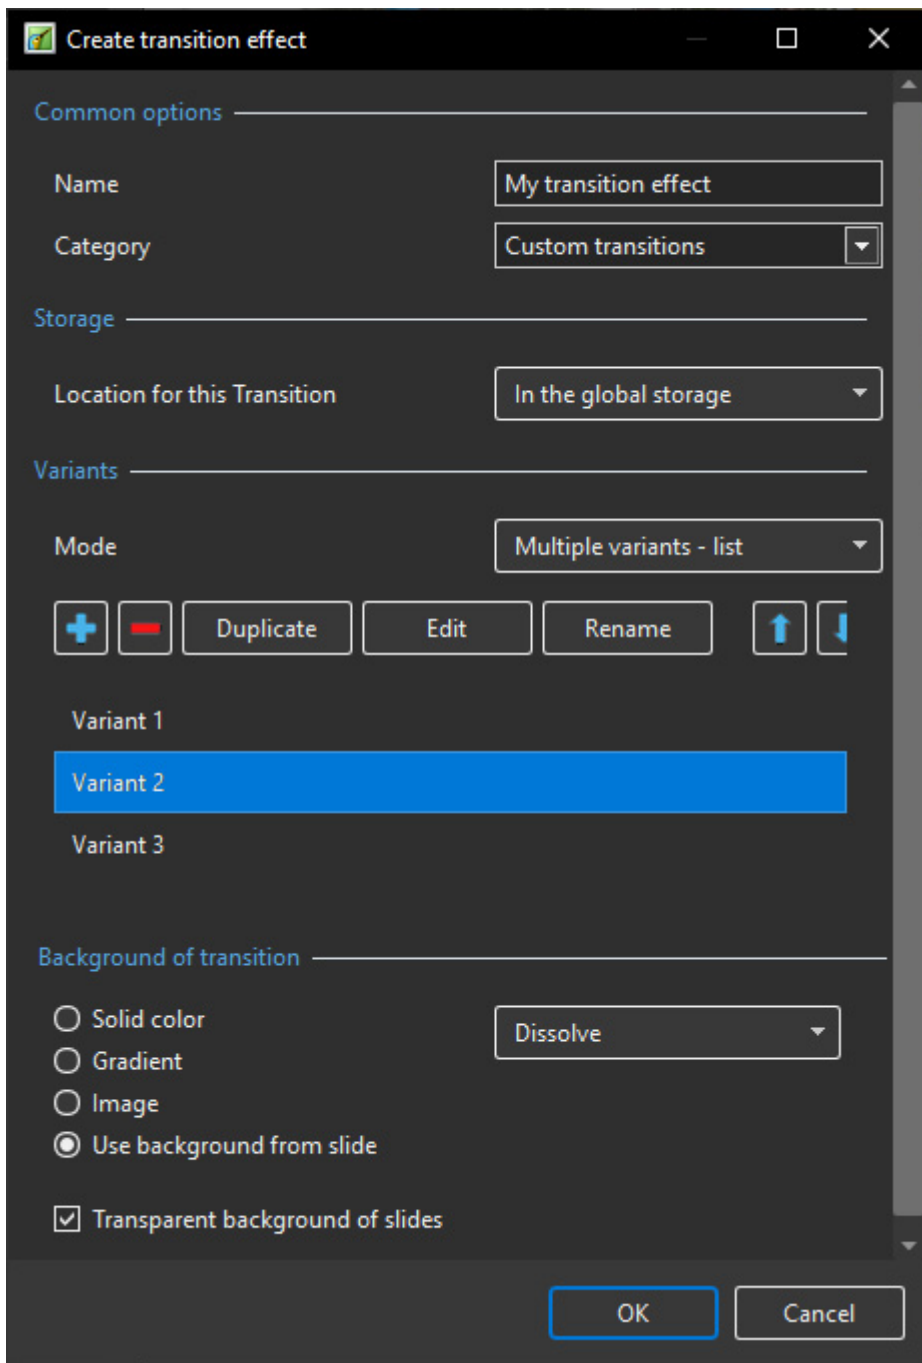 Create transition effect
Common options
Name My transition effect
Category Custom transitions
Storage
Location for this Transition In the global storage
Variants
Mode Multiple variants - list
Duplicate Edit Rename
Variant 1
Variant 2
Variant 3
Background of transition
Solid color Dissolve
Gradient
Image
Use background from slide
Transparent background of slides
OK Cancel